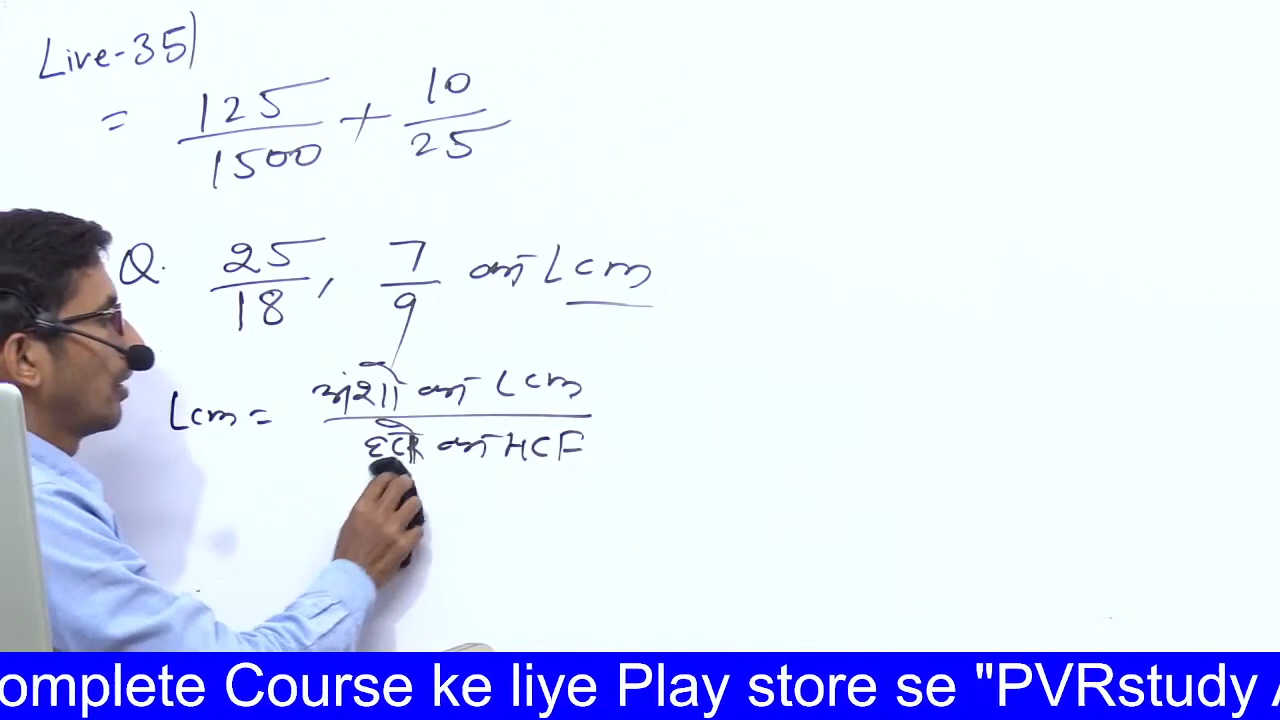 Live-35)
= 125/1500 + 10/25
Q. 25/18, 7/9 का Lcm
Lcm = अंशो का Lcm
हरो का HCF
omplete Course ke liye Play store se "PVRstudy A